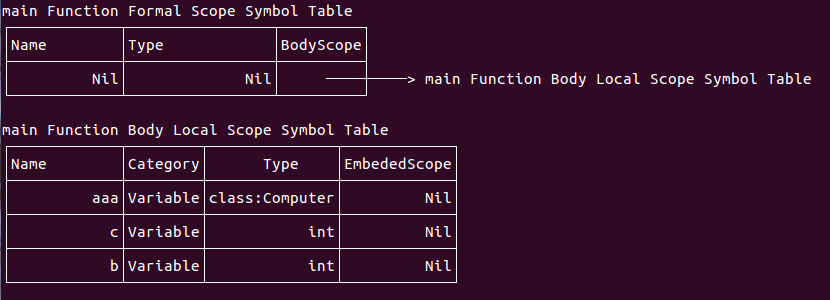 main Function Formal Scope Symbol Table
Name Type BodyScope
Nil Nil > main Function Body Local Scope Symbol Table
main Function Body Local Scope Symbol Table
Name Category Type EmbededScope
aaa Variable class:Computer Nil
c Variable int Nil
b Variable int Nil